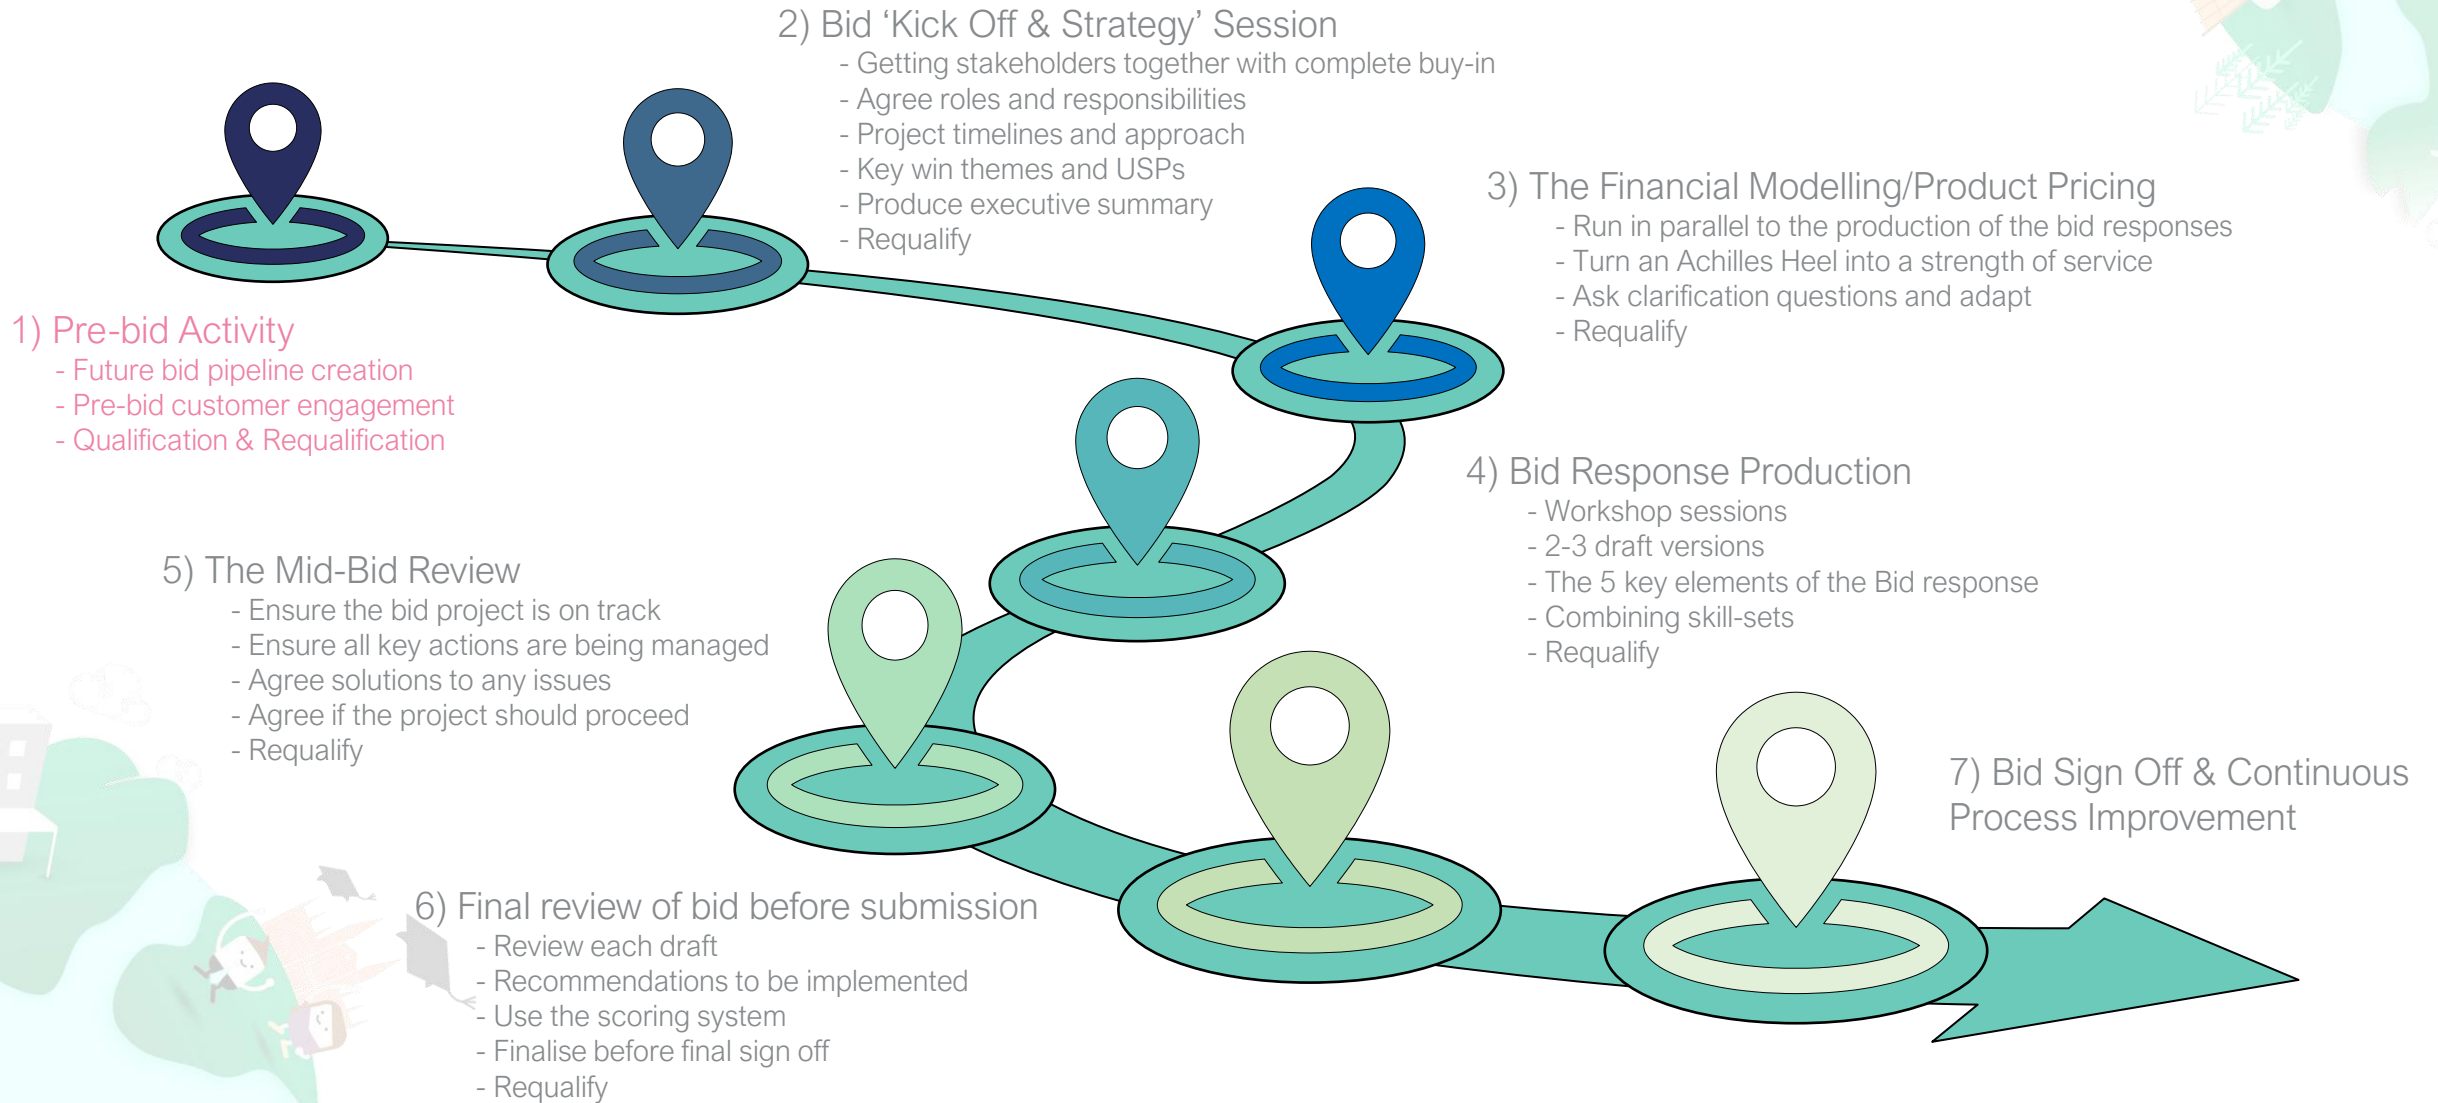 1) Pre-bid Activity
- Future bid pipeline creation
- Pre-bid customer engagement
- Qualification & Requalification
2) Bid ‘Kick Off & Strategy’ Session
- Getting stakeholders together with complete buy-in
- Agree roles and responsibilities
- Project timelines and approach
- Key win themes and USPs
- Produce executive summary
- Requalify
3) The Financial Modelling/Product Pricing
- Run in parallel to the production of the bid responses
- Turn an Achilles Heel into a strength of service
- Ask clarification questions and adapt
- Requalify
4) Bid Response Production
- Workshop sessions
- 2-3 draft versions
- The 5 key elements of the Bid response
- Combining skill-sets
- Requalify
5) The Mid-Bid Review
- Ensure the bid project is on track
- Ensure all key actions are being managed
- Agree solutions to any issues
- Agree if the project should proceed
- Requalify
6) Final review of bid before submission
- Review each draft
- Recommendations to be implemented
- Use the scoring system
- Finalise before final sign off
- Requalify
7) Bid Sign Off & Continuous
Process Improvement